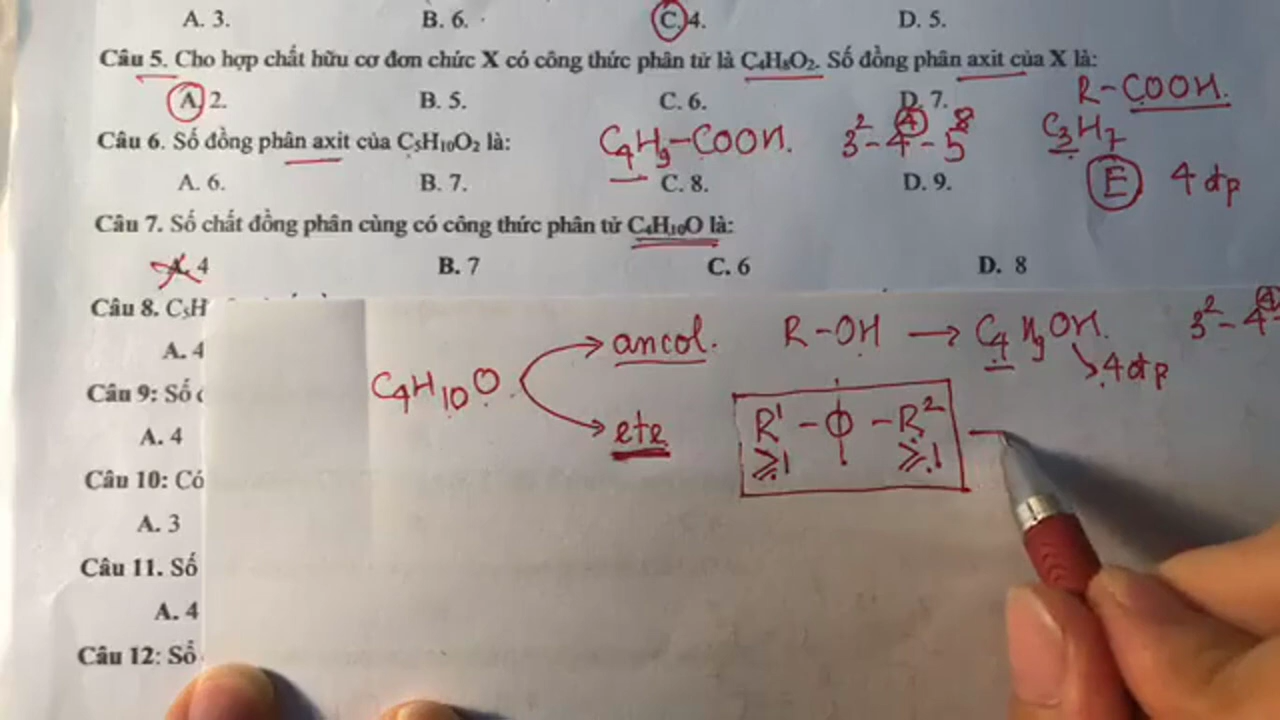 A. 3. B. 6. C. 4. D. 5.
Câu 5. Cho hợp chất hữu cơ đơn chức X có công thức phân tử là C₄H₈O₂. Số đồng phân axit của X là:
A. 2. B. 5. C. 6. D. 7. R-COOH.
Câu 6. Số đồng phân axit của C₅H₁₀O₂ là: C₄H₉-COOH. 3²-4④-5⁸ C₃H₇
A. 6. B. 7. C. 8. D. 9. E 4 đp
Câu 7. Số chất đồng phân cùng có công thức phân tử C₄H₁₀O là:
A. 4 B. 7 C. 6 D. 8
Câu 8. C₅H
ancol. R-OH → C₄H₉OH. 3²-4④
A. 4 4 đp
C₄H₁₀O
Câu 9: Số
ete R¹-O-R²
A. 4 ≥1 ≥1
Câu 10: Có
A. 3
Câu 11. Số
A. 4
Câu 12: Số